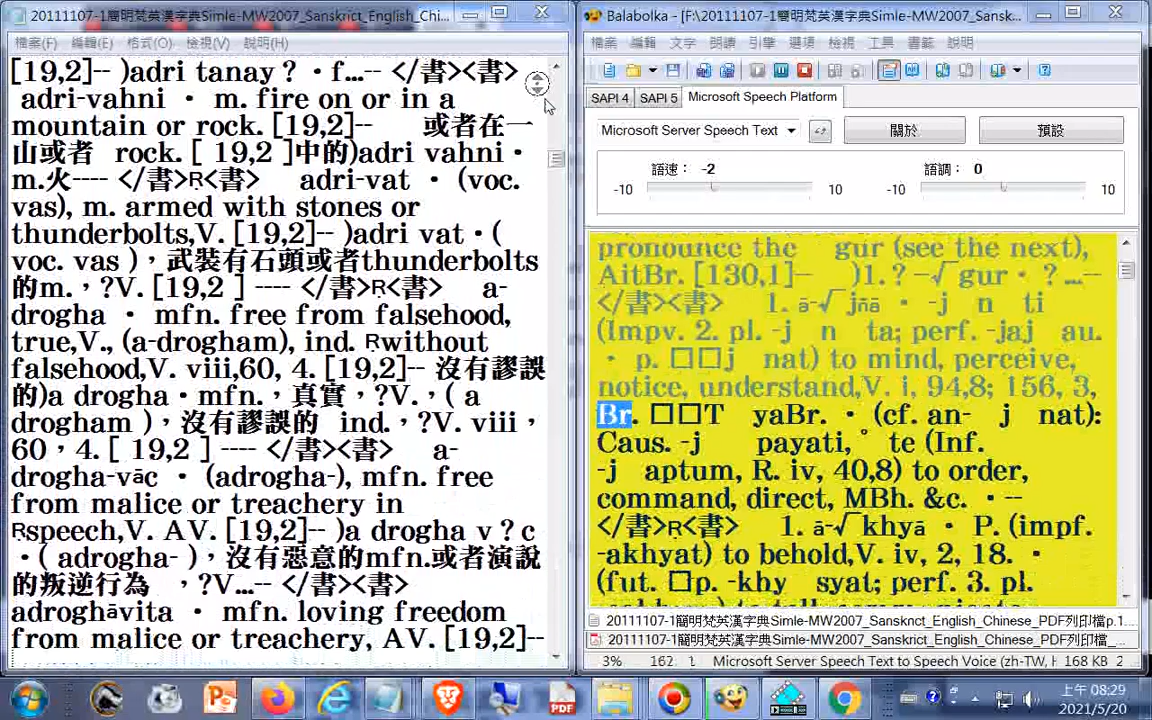 20111107-1簡明梵英漢字典Simle-MW2007_Sanskrict_English_Chi...
檔案(F) 編輯(E) 格式(O) 檢視(V) 說明(H)
[19,2]-- )adri tanay ? ‧f...-- </書><書>
adri-vahni ‧ m. fire on or in a
mountain or rock. [19,2]-- 或者在一
山或者 rock. [ 19,2 ]中的)adri vahni‧
m.火---- </書>R<書> adri-vat ‧ (voc.
vas), m. armed with stones or
thunderbolts,V. [19,2]-- )adri vat‧(
voc. vas )，武裝有石頭或者thunderbolts
的m.，?V. [19,2 ] ---- </書>R<書> a-
drogha ‧ mfn. free from falsehood,
true,V., (a-drogham), ind. Rwithout
falsehood,V. viii,60, 4. [19,2]-- 沒有謬誤
的)a drogha‧mfn.，真實，?V.，( a
drogham )，沒有謬誤的 ind.，?V. viii，
60，4. [ 19,2 ] ---- </書><書> a-
drogha-vāc ‧ (adrogha-), mfn. free
from malice or treachery in
Rspeech,V. AV. [19,2]-- )a drogha v?c
‧( adrogha- )，沒有惡意的mfn.或者演說
的叛逆行為 ，?V...-- </書><書>
adroghāvita ‧ mfn. loving freedom
from malice or treachery, AV. [19,2]--
Balabolka - [F:\20111107-1簡明梵英漢字典Simle-MW2007_Sansk...
檔案 編輯 文字 朗讀 引擎 選項 檢視 工具 書籤 說明
SAPI 4 SAPI 5 Microsoft Speech Platform
Microsoft Server Speech Text 關於 預設
語速： -2 語調： 0
-10 10 -10 10
pronounce the gur (see the next),
AitBr. [130,1]-- )1. ? -√ gur ‧ ?...--
</書><書> 1. ā-√ jñā ‧ -j n ti
(Impv. 2. pl. -j n ta; perf. -jaj au.
‧ p. □□j nat) to mind, perceive,
notice, understand,V. i, 94,8; 156, 3,
Br. □□T yaBr. ‧ (cf. an- j nat):
Caus. -j payati, ° te (Inf.
-j aptum, R. iv, 40,8) to order,
command, direct, MBh. &c. ‧--
</書>R<書> 1. ā-√khyā ‧ P. (impf.
-akhyat) to behold,V. iv, 2, 18. ‧
(fut. □p. -khy syat; perf. 3. pl.
20111107-1簡明梵英漢字典Simle-MW2007_Sanskrict_English_Chinese_PDF列印檔p.1...
20111107-1簡明梵英漢字典Simle-MW2007_Sanskrict_English_Chinese_PDF列印檔...
3% 162 Microsoft Server Speech Text to Speech Voice (zh-TW, H 168 KB 2
上午 08:29
2021/5/20